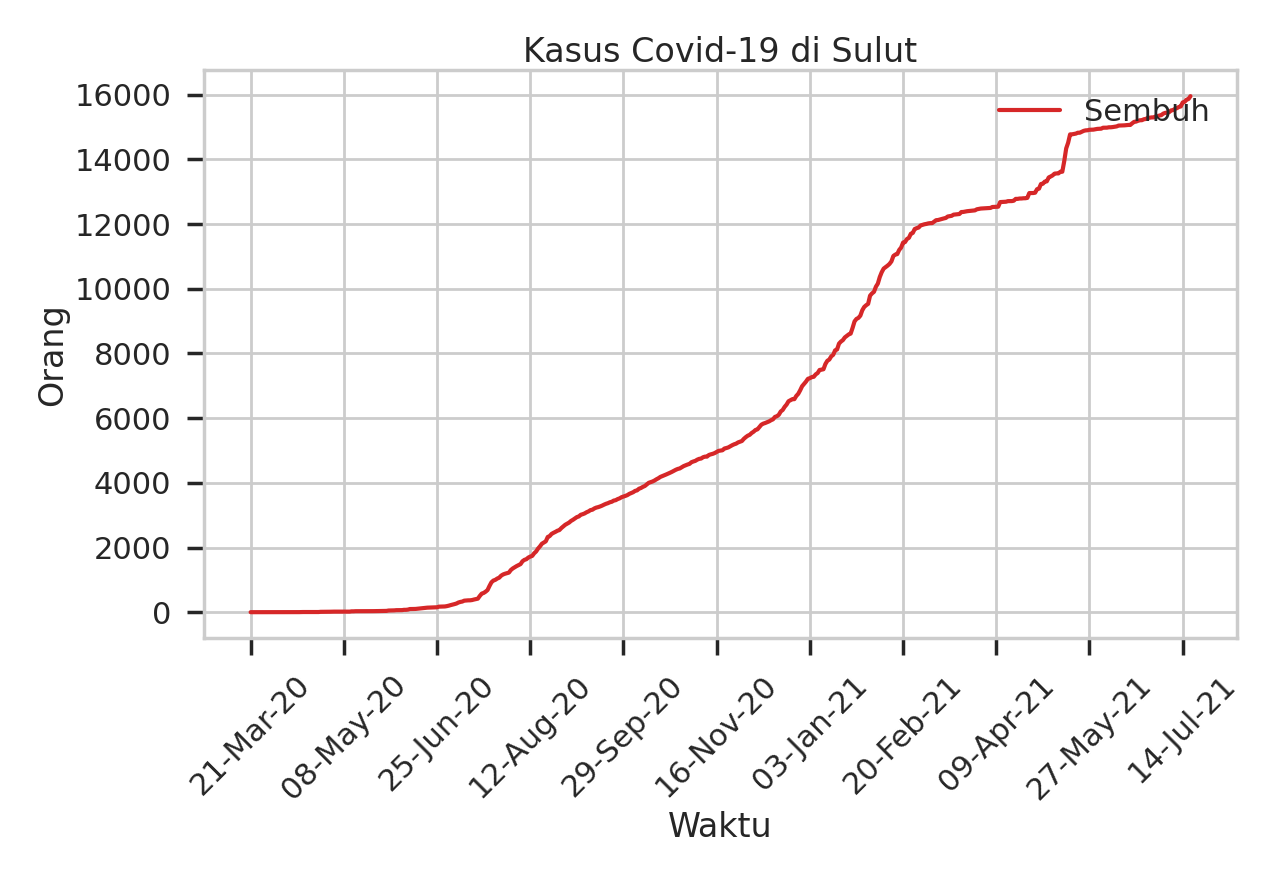 Kasus Covid-19 di Sulut
Sembuh
Orang
16000
14000
12000
10000
8000
6000
4000
2000
0
21-Mar-20
08-May-20
25-Jun-20
12-Aug-20
29-Sep-20
16-Nov-20
03-Jan-21
20-Feb-21
09-Apr-21
27-May-21
14-Jul-21
Waktu